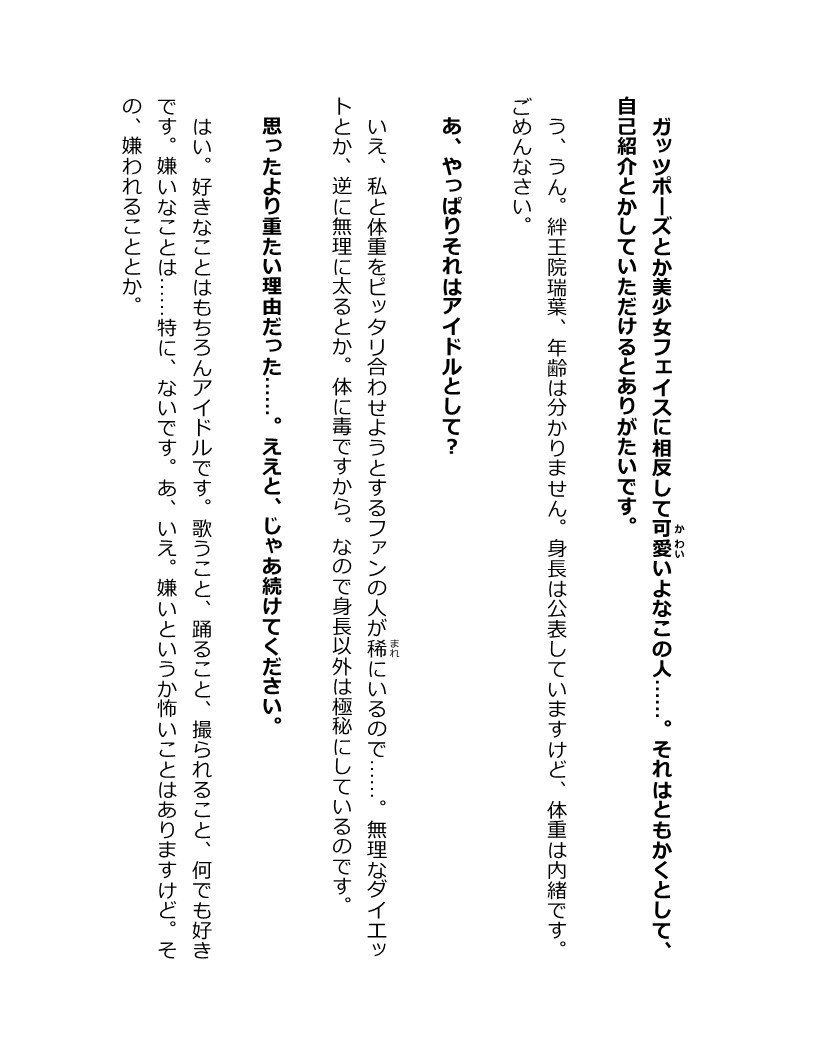 ガッツポーズとか美少女フェイスに相反して可愛いよなこの人……。それはともかくとして、
自己紹介とかしていただけるとありがたいです。
う、うん。絆王院瑞葉、年齢は分かりません。身長は公表していますけど、体重は内緒です。
ごめんなさい。
あ、やっぱりそれはアイドルとして？
いえ、私と体重をピッタリ合わせようとするファンの人が稀にいるので……。無理なダイエッ
トとか、逆に無理に太るとか。体に毒ですから。なので身長以外は極秘にしているのです。
思ったより重たい理由だった……。ええと、じゃあ続けてください。
はい。好きなことはもちろんアイドルです。歌うこと、踊ること、撮られること、何でも好き
です。嫌いなことは……特に、ないです。あ、いえ。嫌いというか怖いことはありますけど。そ
の、嫌われることとか。